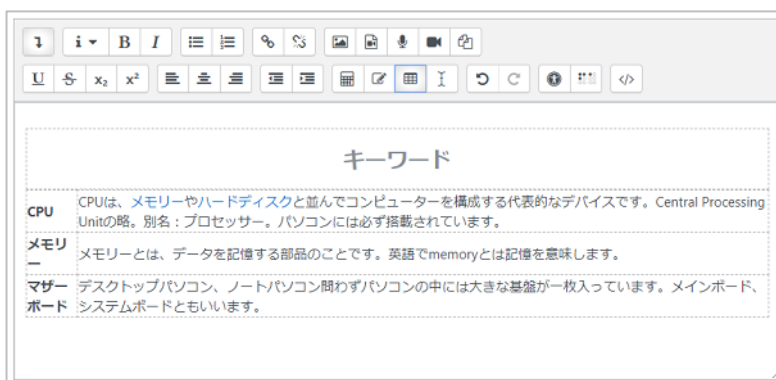 i B I
U S x₂ x²
キーワード
CPU
CPUは、メモリーやハードディスクと並んでコンピューターを構成する代表的なデバイスです。Central Processing
Unitの略。別名：プロセッサー。パソコンには必ず搭載されています。
メモリ
ー
メモリーとは、データを記憶する部品のことです。英語でmemoryとは記憶を意味します。
マザー
ボード
デスクトップパソコン、ノートパソコン問わずパソコンの中には大きな基盤が一枚入っています。メインボード、
システムボードともいいます。